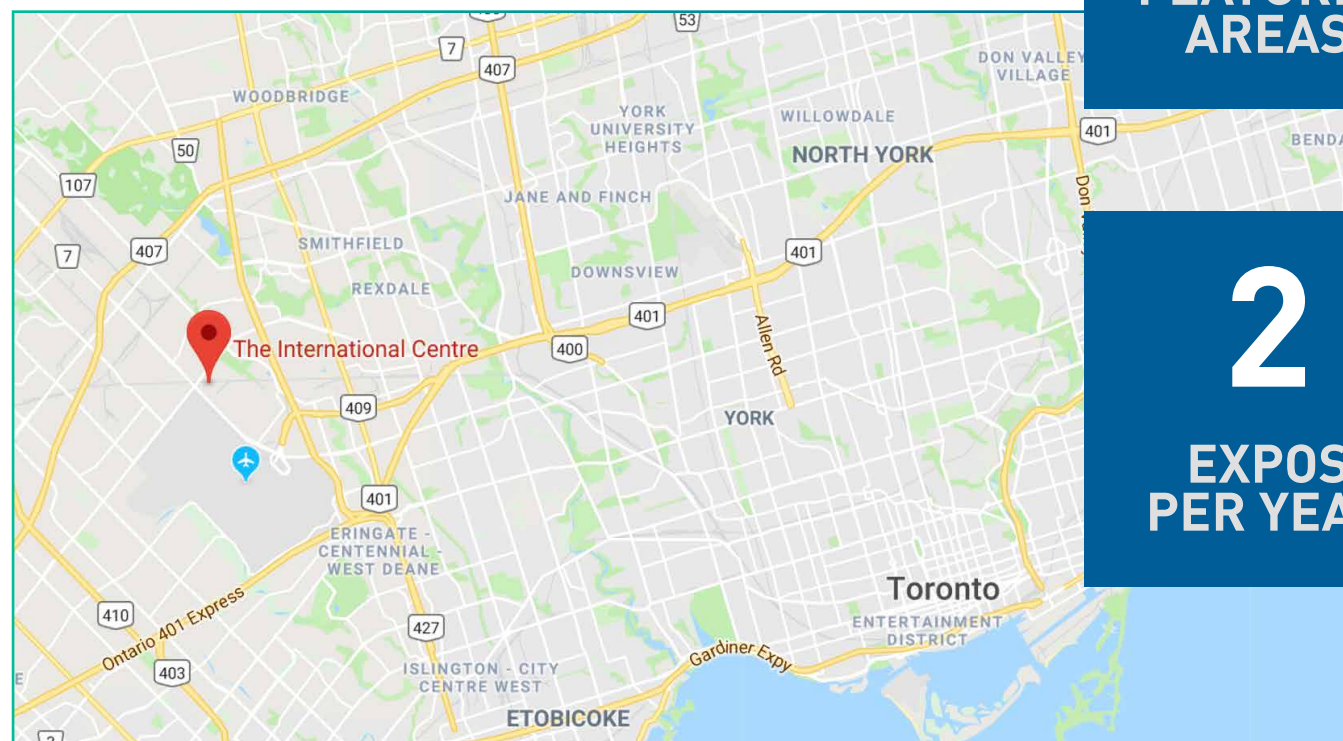 AREAS
53
7
407
DON VALLEY
VILLAGE
WOODBRIDGE
YORK
UNIVERSITY
HEIGHTS
WILLOWDALE
401
50
NORTH YORK
107
JANE AND FINCH
Don
SMITHFIELD
7
407
401
DOWNSVIEW
REXDALE
2
401
Allen Rd
The International Centre
400
409
YORK
EXPOS
PER YEA
401
ERINGATE -
CENTENNIAL -
WEST DEANE
Toronto
410
Ontario 401 Express
ENTERTAINMENT
DISTRICT
427
Gardiner Expy
403
ISLINGTON - CITY
CENTRE WEST
ETOBICOKE